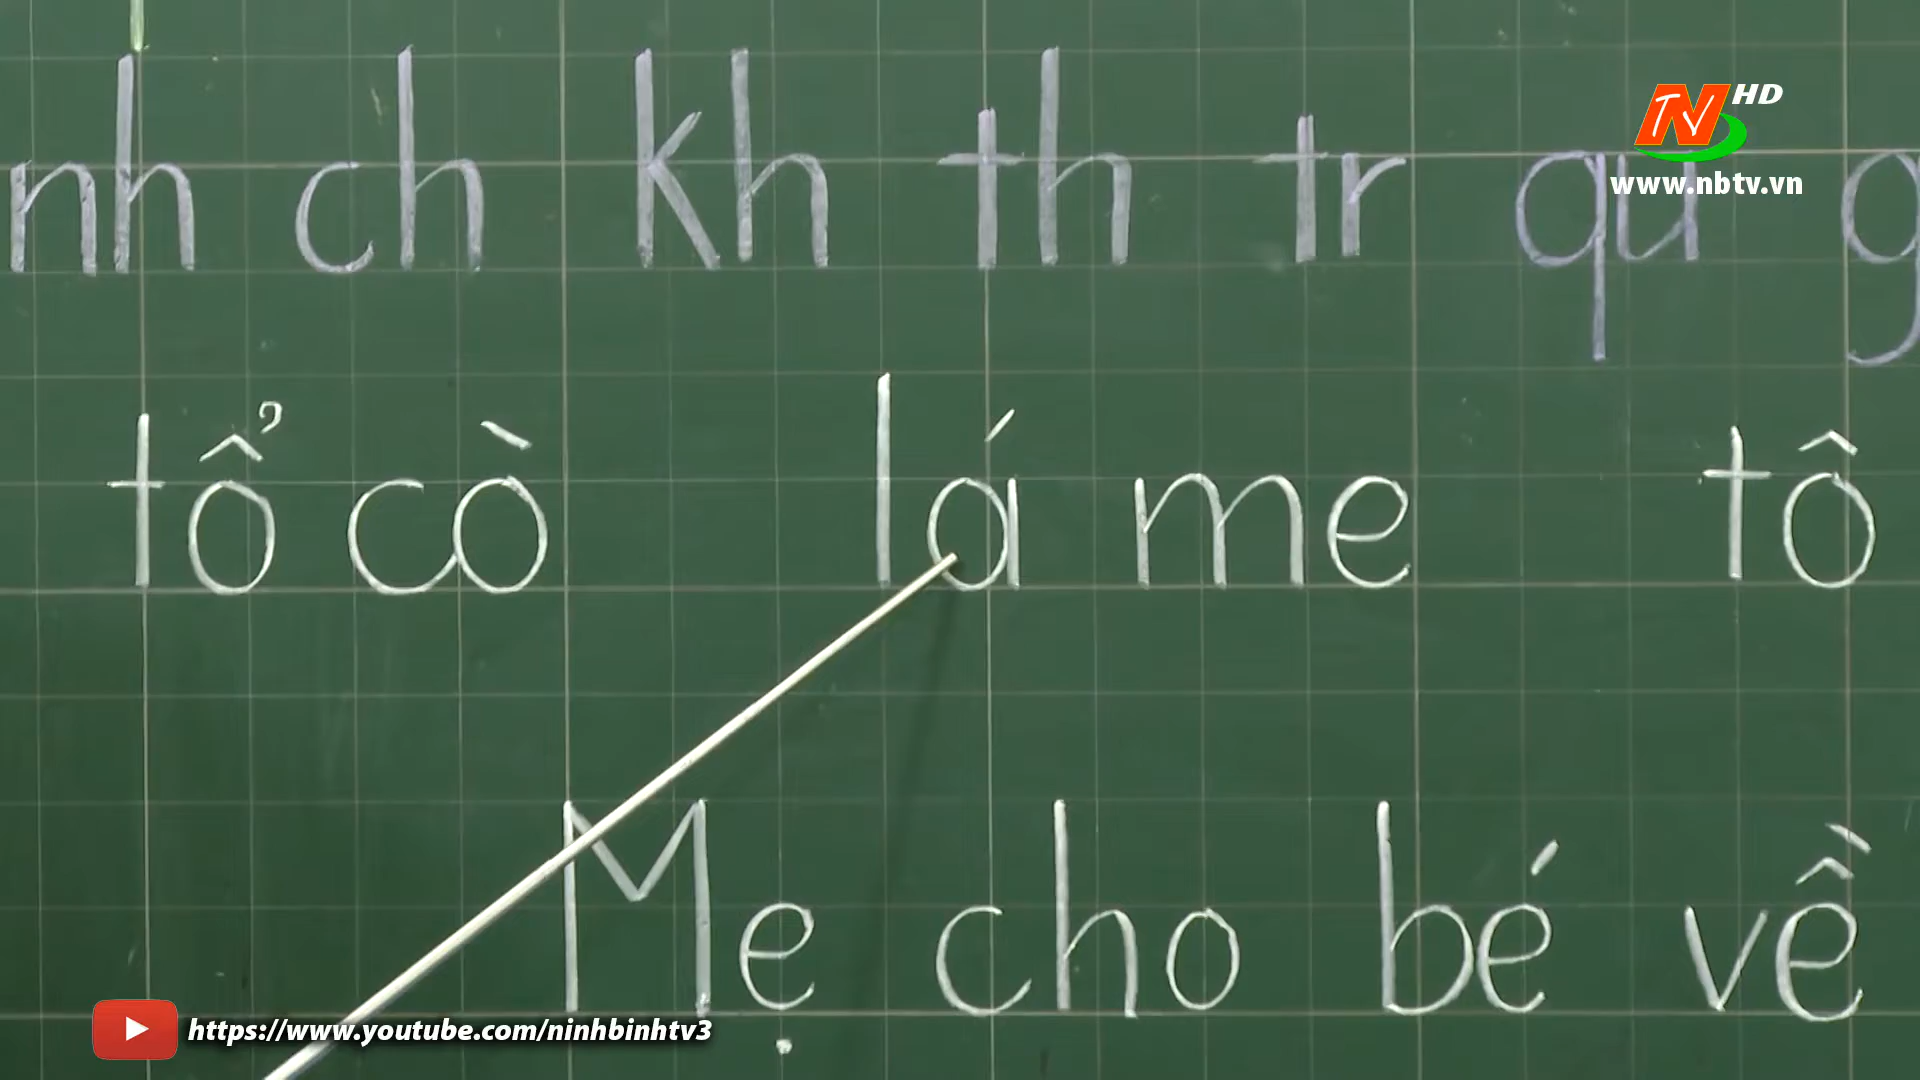 nh ch kh th tr qu g
tổ cò lá me tô
Mẹ cho bé về
NTV HD
www.nbtv.vn
https://www.youtube.com/ninhbinhtv3